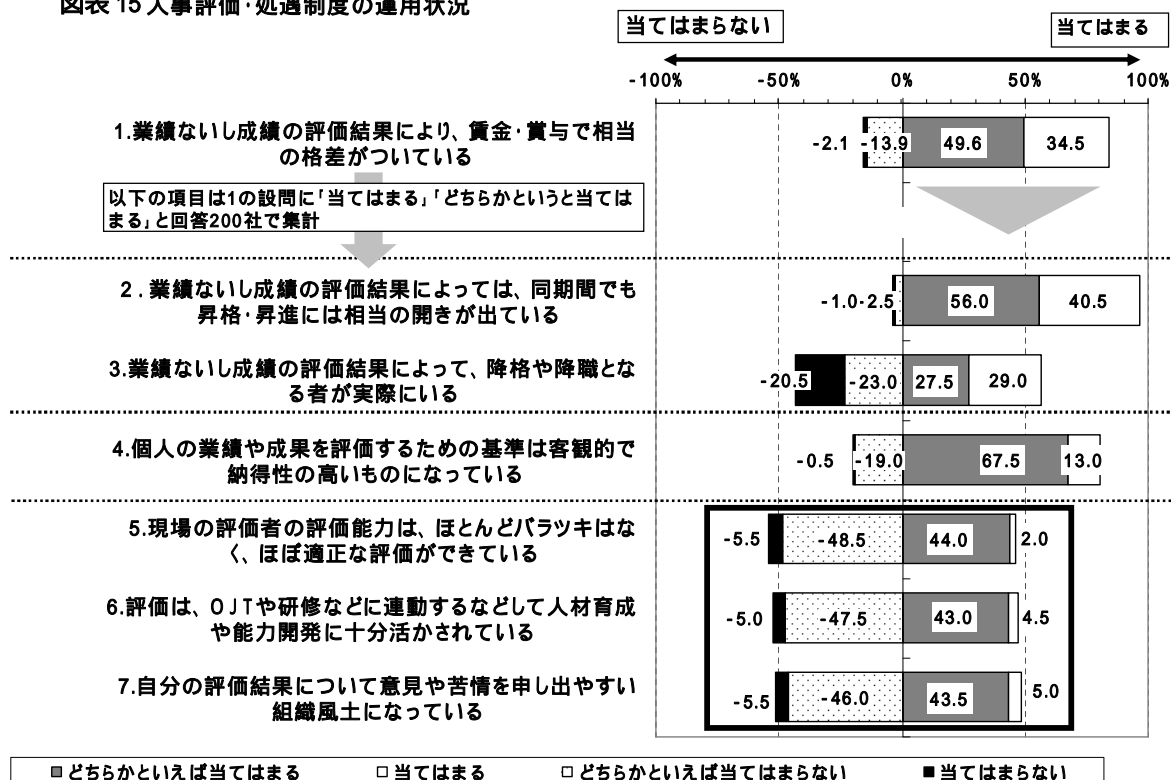 図表 15 人事評価・処遇制度の運用状況
当てはまらない
当てはまる
-100%
-50%
0%
50%
100%
1.業績ないし成績の評価結果により、賃金・賞与で相当
の格差がついている
-2.1
-13.9
49.6
34.5
以下の項目は1の設問に「当てはまる」「どちらかというと当ては
まる」と回答200社で集計
2.業績ないし成績の評価結果によっては、同期間でも
昇格・昇進には相当の開きが出ている
-1.0
-2.5
56.0
40.5
3.業績ないし成績の評価結果によって、降格や降職とな
る者が実際にいる
-20.5
-23.0
27.5
29.0
4.個人の業績や成果を評価するための基準は客観的で
納得性の高いものになっている
-0.5
-19.0
67.5
13.0
5.現場の評価者の評価能力は、ほとんどバラツキはな
く、ほぼ適正な評価ができている
-5.5
-48.5
44.0
2.0
6.評価は、OJTや研修などに連動するなどして人材育成
や能力開発に十分活かされている
-5.0
-47.5
43.0
4.5
7.自分の評価結果について意見や苦情を申し出やすい
組織風土になっている
-5.5
-46.0
43.5
5.0
どちらかといえば当てはまる
当てはまる
どちらかといえば当てはまらない
当てはまらない